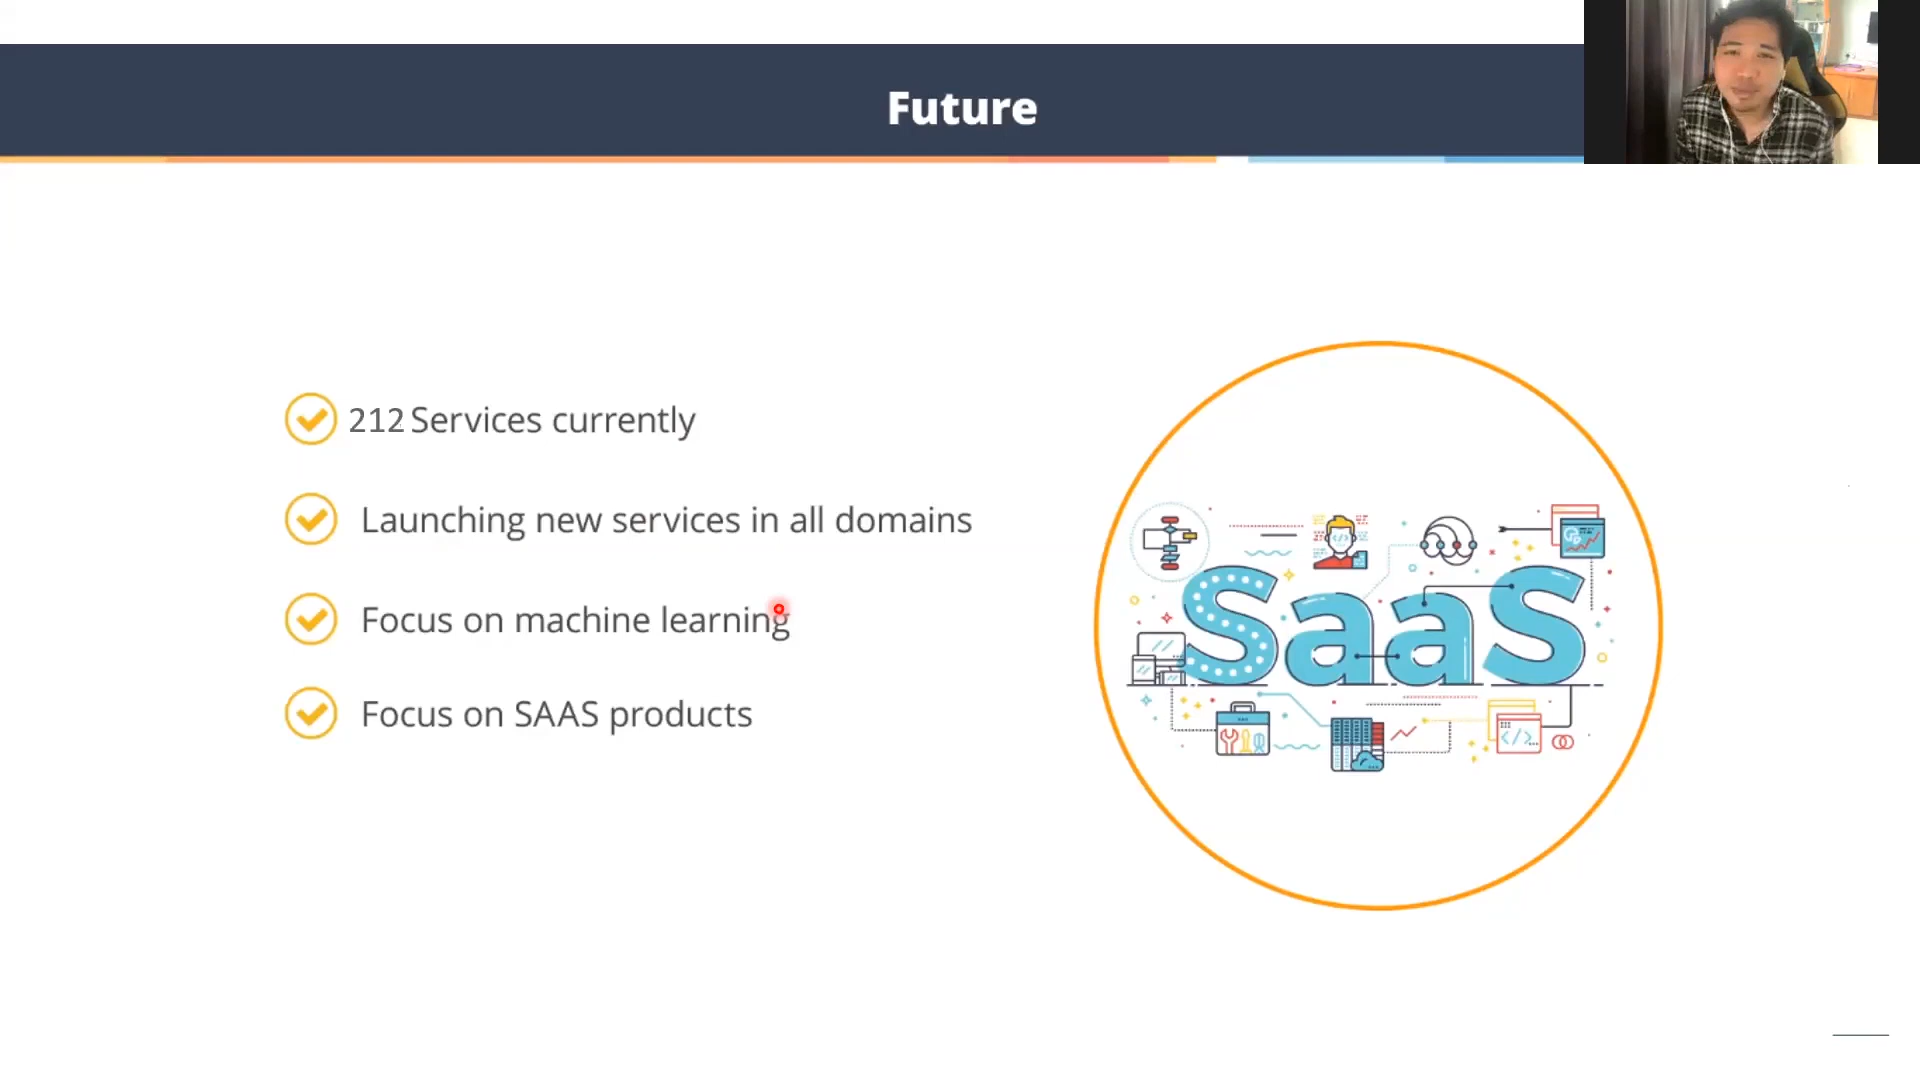 Future
212 Services currently
Launching new services in all domains
Focus on machine learning
Focus on SAAS products
SaaS